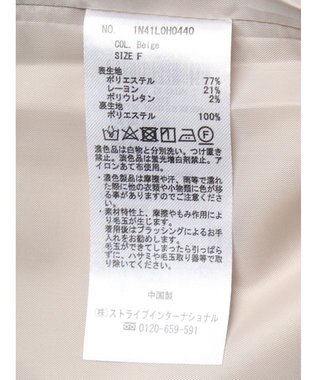 NO. 1N41L0H0440
COL. Beige
SIZE F
表生地
ポリエステル 77%
レーヨン 21%
ポリウレタン 2%
裏生地
ポリエステル 100%
濃色品は白物と分別洗い。つけ置き
禁止。淡色品は蛍光増白剤禁止。ア
イロンあて布使用。
・濃色製品は摩擦や汗、雨等で濡れ
た際に他の衣類や小物類に色が移
る事がありますのでご注意くださ
い。
・素材特性上、摩擦やもみ作用によ
り毛玉が生じます。
着用後はブラッシングによるお手
入れをお勧めします。
毛玉ができてしまったら引っぱら
ずに、ハサミや毛玉取り器等で取
り除いてください。
中国製
(株)ストライプインターナショナル
0120-659-591